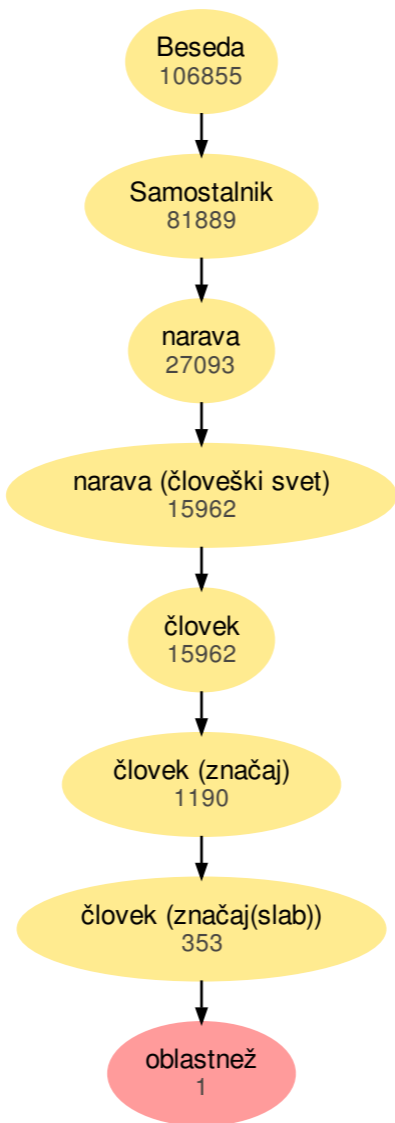 Beseda
106855
Samostalnik
81889
narava
27093
narava (človeški svet)
15962
človek
15962
človek (značaj)
1190
človek (značaj(slab))
353
oblastnež
1